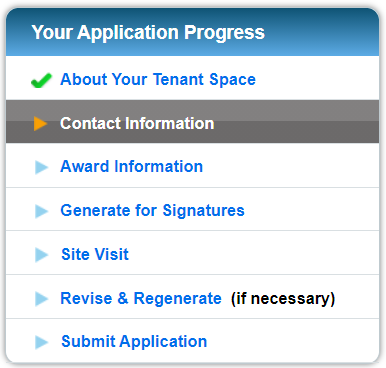 Your Application Progress
About Your Tenant Space
Contact Information
Award Information
Generate for Signatures
Site Visit
Revise & Regenerate (if necessary)
Submit Application